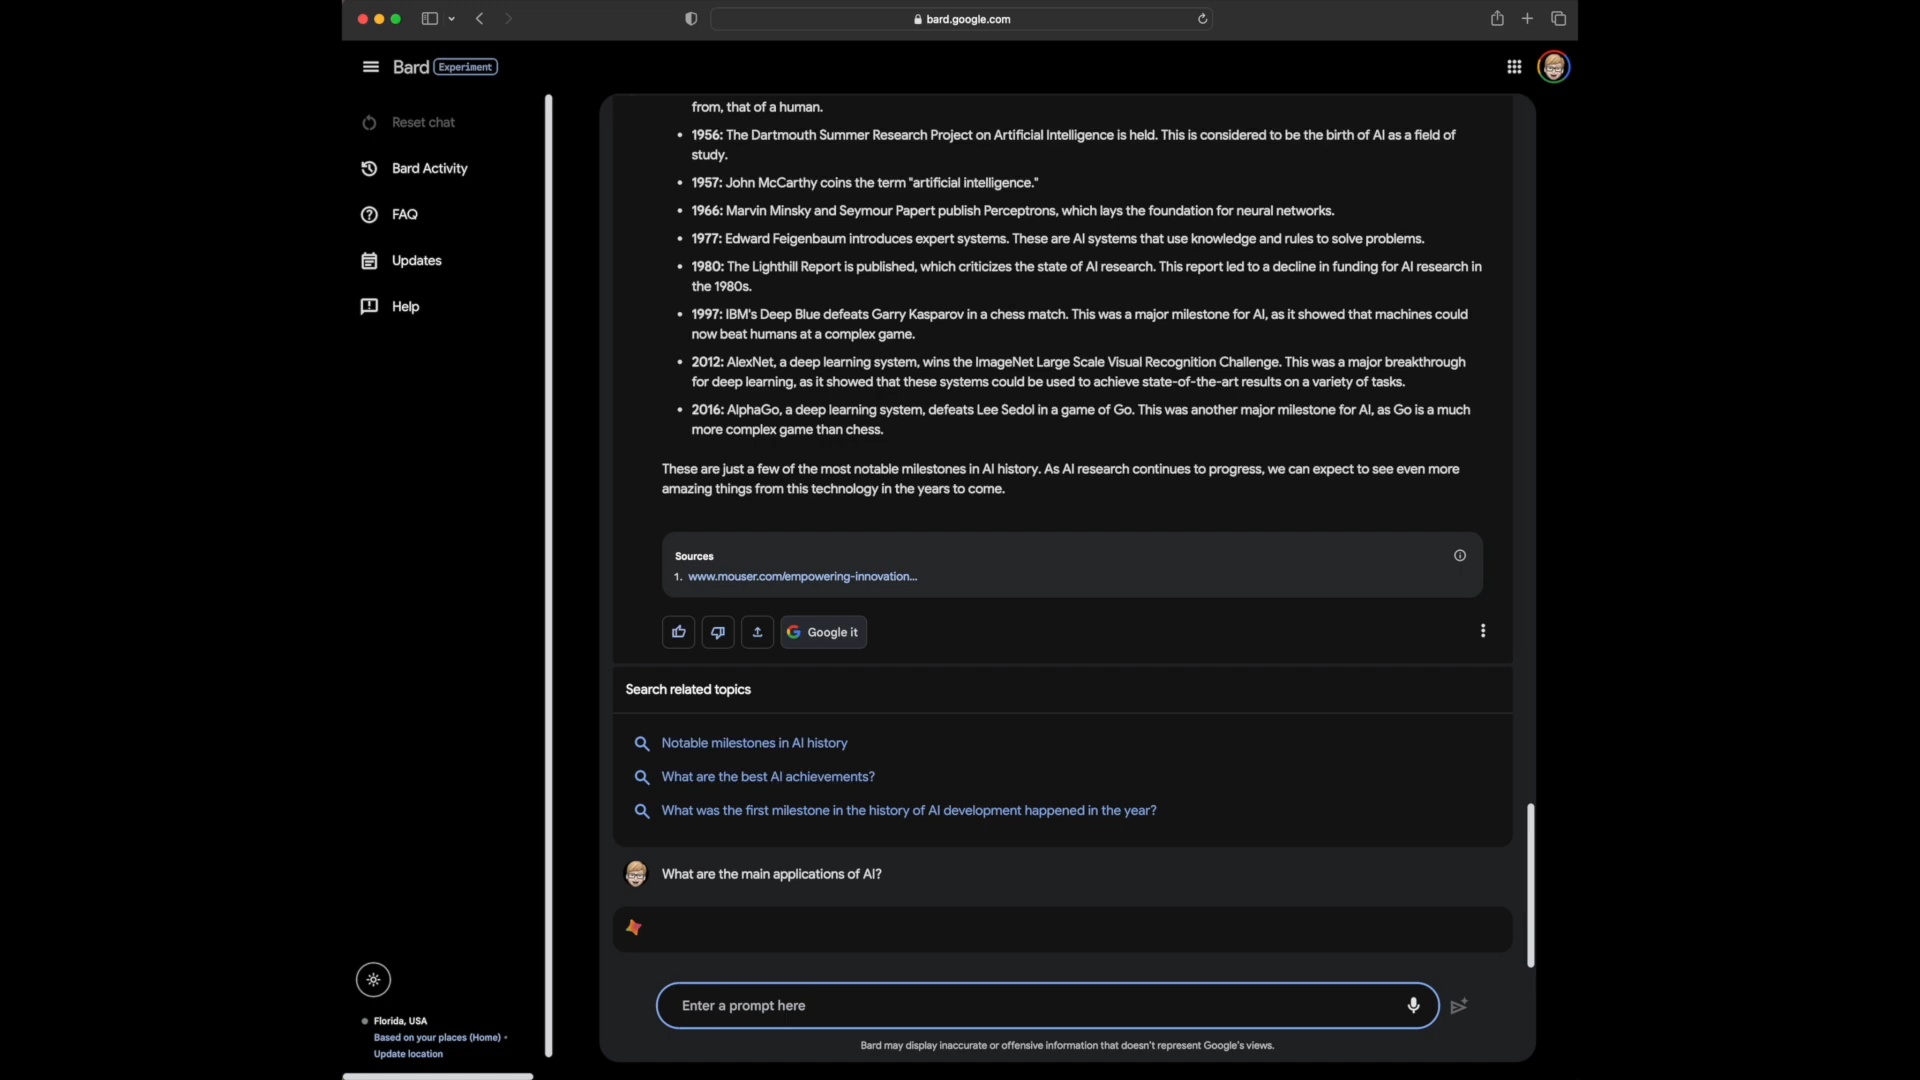 bard.google.com
Bard Experiment
Reset chat
Bard Activity
FAQ
Updates
Help
from, that of a human.
• 1956: The Dartmouth Summer Research Project on Artificial Intelligence is held. This is considered to be the birth of AI as a field of
study.
• 1957: John McCarthy coins the term "artificial intelligence."
• 1966: Marvin Minsky and Seymour Papert publish Perceptrons, which lays the foundation for neural networks.
• 1977: Edward Feigenbaum introduces expert systems. These are AI systems that use knowledge and rules to solve problems.
• 1980: The Lighthill Report is published, which criticizes the state of AI research. This report led to a decline in funding for AI research in
the 1980s.
• 1997: IBM's Deep Blue defeats Garry Kasparov in a chess match. This was a major milestone for AI, as it showed that machines could
now beat humans at a complex game.
• 2012: AlexNet, a deep learning system, wins the ImageNet Large Scale Visual Recognition Challenge. This was a major breakthrough
for deep learning, as it showed that these systems could be used to achieve state-of-the-art results on a variety of tasks.
• 2016: AlphaGo, a deep learning system, defeats Lee Sedol in a game of Go. This was another major milestone for AI, as Go is a much
more complex game than chess.
These are just a few of the most notable milestones in AI history. As AI research continues to progress, we can expect to see even more
amazing things from this technology in the years to come.
Sources
1. www.mouser.com/empowering-innovation...
Google it
Search related topics
Notable milestones in AI history
What are the best AI achievements?
What was the first milestone in the history of AI development happened in the year?
What are the main applications of AI?
Enter a prompt here
Bard may display inaccurate or offensive information that doesn't represent Google's views.
Florida, USA
Based on your places (Home) •
Update location